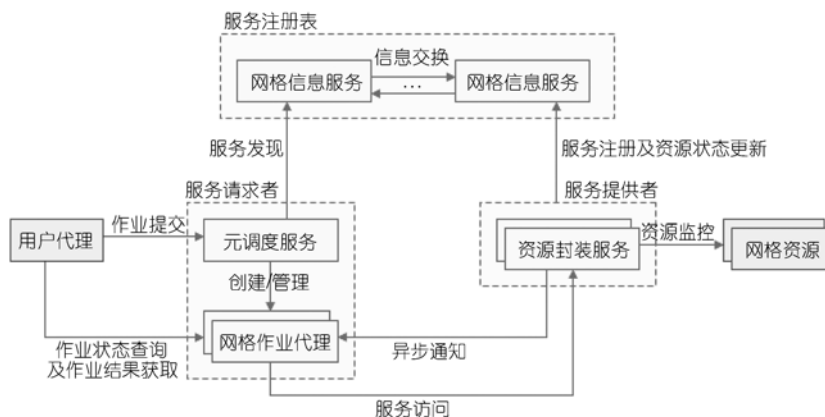 服务注册表
信息交换
网格信息服务
...
网格信息服务
服务发现
服务注册及资源状态更新
服务请求者
服务提供者
用户代理
作业提交
元调度服务
资源封装服务
资源监控
网格资源
创建/管理
网格作业代理
作业状态查询
及作业结果获取
异步通知
服务访问